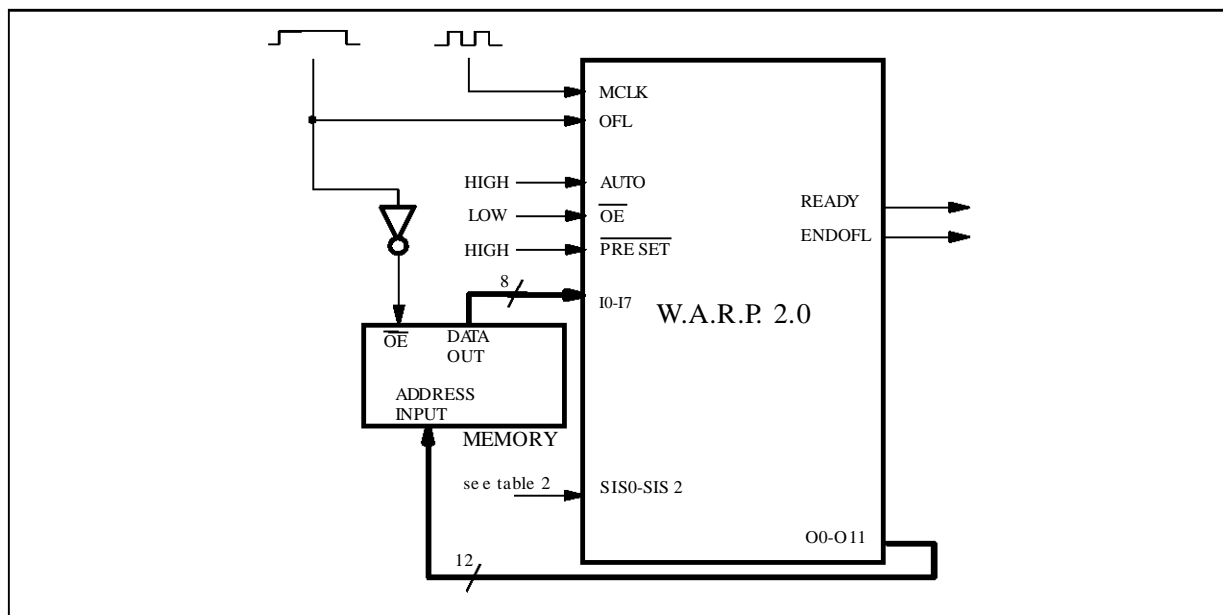 MCLK
OFL
HIGH
AUTO
LOW
OE
HIGH
PRE SET
READY
ENDOFL
8
I0-I7
W.A.R.P. 2.0
OE
DATA
OUT
ADDRESS
INPUT
MEMORY
see table 2
SIS0-SIS 2
O0-O11
12